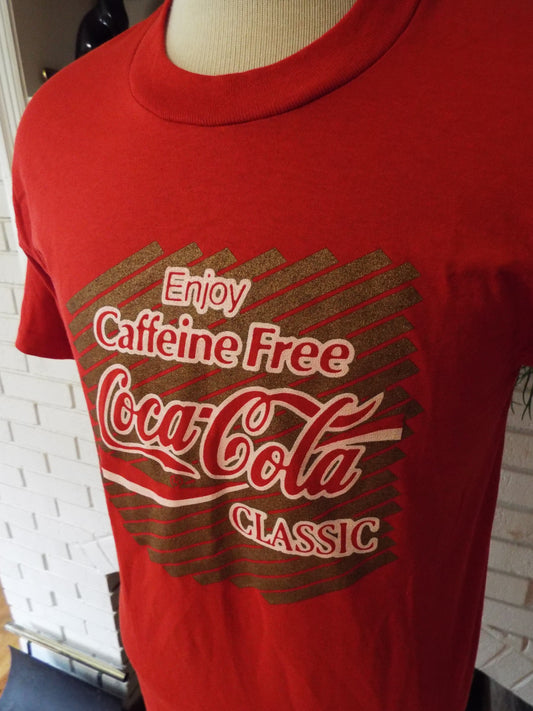 Enjoy
Caffeine Free
Coca-Cola
CLASSIC